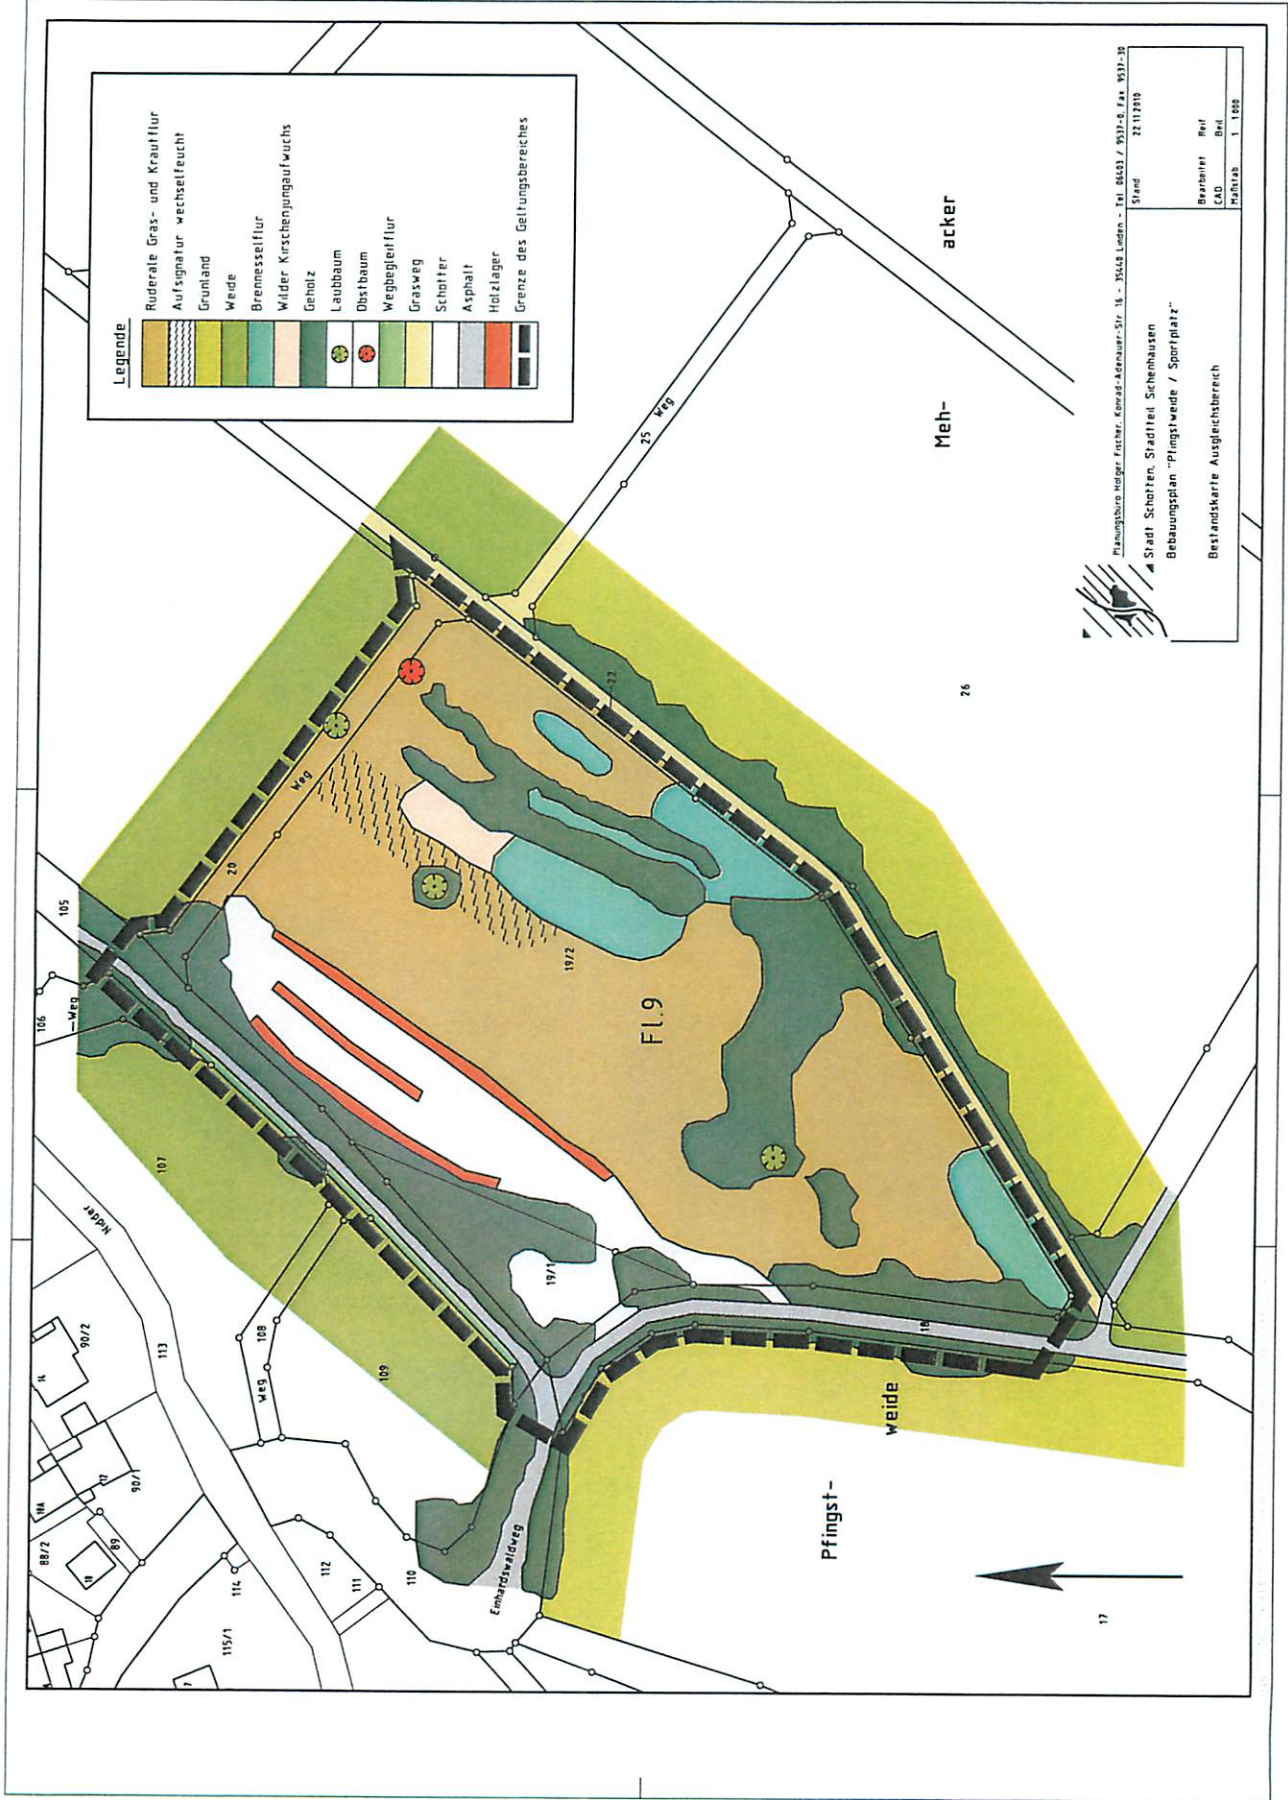 Legende
Ruderale Gras- und Krautflur
Aufsignatur wechselfeucht
Grünland
Weide
Brennesselflur
Wilder Kirschenjungaufwuchs
Gehölz
Laubbaum
Obstbaum
Wegbegleitflur
Grasweg
Schotter
Asphalt
Holzlager
Grenze des Geltungsbereiches
105
106
Weg
107
Nidder
113
90/2
14
90/1
12
88/2
89
114
115/1
112
111
110
109
Weg
108
Einhardswaldweg
20
Weg
19/2
Fl.9
19/1
18
22
25
Weg
26
Meh-
acker
Pfingst-
weide
17
Planungsbüro Holger Fischer, Konrad-Adenauer-Str. 16 - 35440 Linden - Tel. 06403 / 9537-0, Fax 9537-30
Stadt Schotten, Stadtteil Sichenhausen
Bebauungsplan "Pfingstweide / Sportplatz"
Bestandskarte Ausgleichsbereich
Stand 22.11.2010
Bearbeitet Reif
CAD Beil
Maßstab 1 : 1000